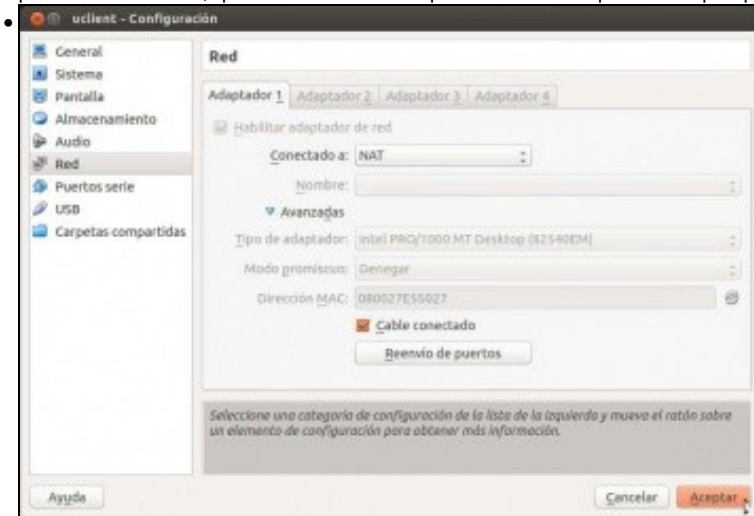 uclient - Configuración
General
Sistema
Pantalla
Almacenamiento
Audio
Red
Puertos serie
USB
Carpetas compartidas
Red
Adaptador 1 Adaptador 2 Adaptador 3 Adaptador 4
Habilitar adaptador de red
Conectado a: NAT
Nombre:
Avanzadas
Tipo de adaptador: Intel PRO/1000 MT Desktop (82540EM)
Modo promiscuo: Denegar
Dirección MAC: 080027E55027
Cable conectado
Reenvío de puertos
Seleccione una categoría de configuración de la lista de la izquierda y mueva el ratón sobre
un elemento de configuración para obtener más información.
Ayuda
Cancelar Aceptar